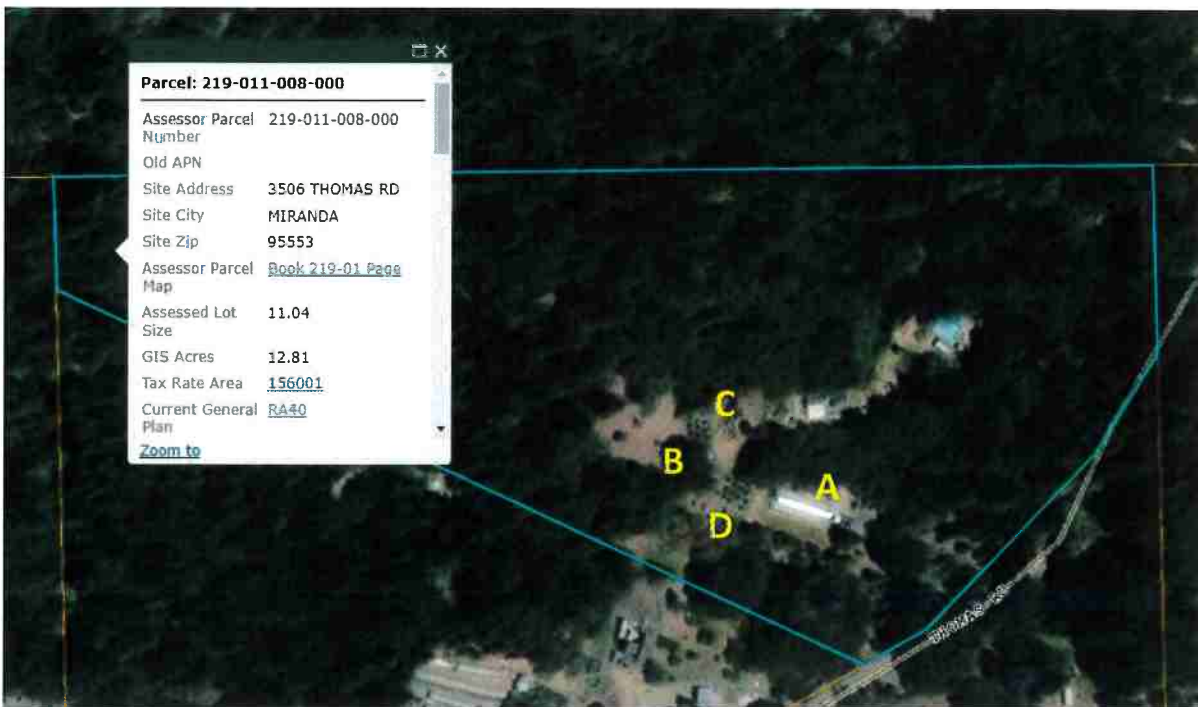 Parcel: 219-011-008-000
Assessor Parcel Number 219-011-008-000
Old APN
Site Address 3506 THOMAS RD
Site City MIRANDA
Site Zip 95553
Assessor Parcel Map Book 219-01 Page
Assessed Lot Size 11.04
GIS Acres 12.81
Tax Rate Area 156001
Current General Plan RA40
Zoom to
C
B
A
D
THOMAS RD